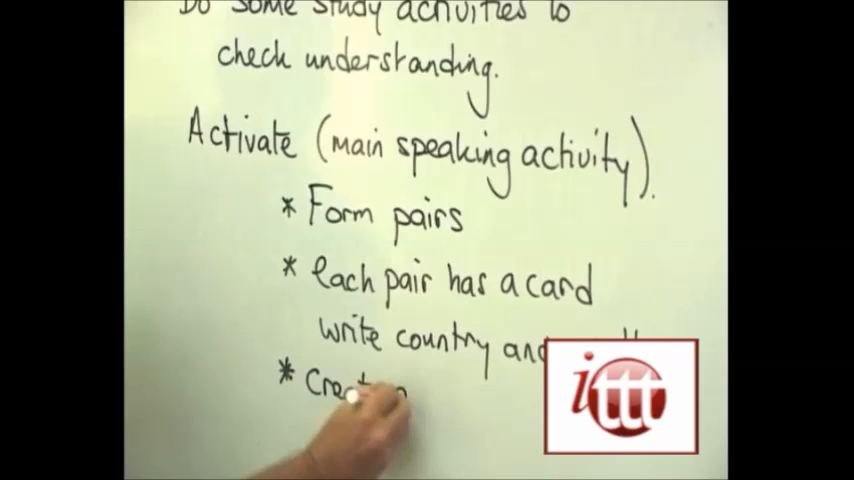 Do some study activities to
check understanding.
Activate (main speaking activity).
* Form pairs
* each pair has a card
write country and
* Creat
ittt